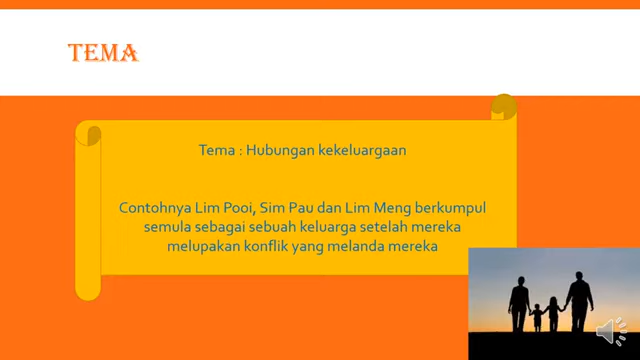 TEMA
Tema : Hubungan kekeluargaan
Contohnya Lim Pooi, Sim Pau dan Lim Meng berkumpul
semula sebagai sebuah keluarga setelah mereka
melupakan konflik yang melanda mereka